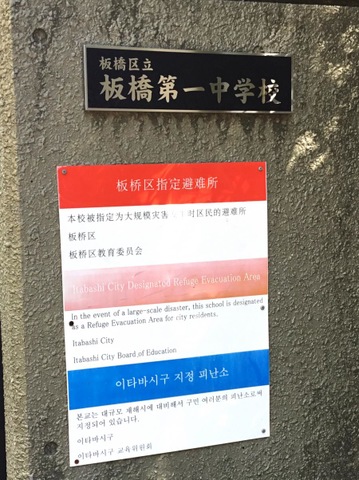 板橋区立
板橋第一中学校
板桥区指定避难所
本校被指定为大规模灾害 时区民的避难所
板桥区
板桥区教育委员会
Itabashi City Designated Refuge Evacuation Area
In the event of a large-scale disaster, this school is designated
as a Refuge Evacuation Area for city residents.
Itabashi City
Itabashi City Board of Education
이타바시구 지정 피난소
본교는 대규모 재해시에 대비해서 구민 여러분의 피난소로써
지정되어 있습니다.
이타바시구
이타바시구 교육위원회